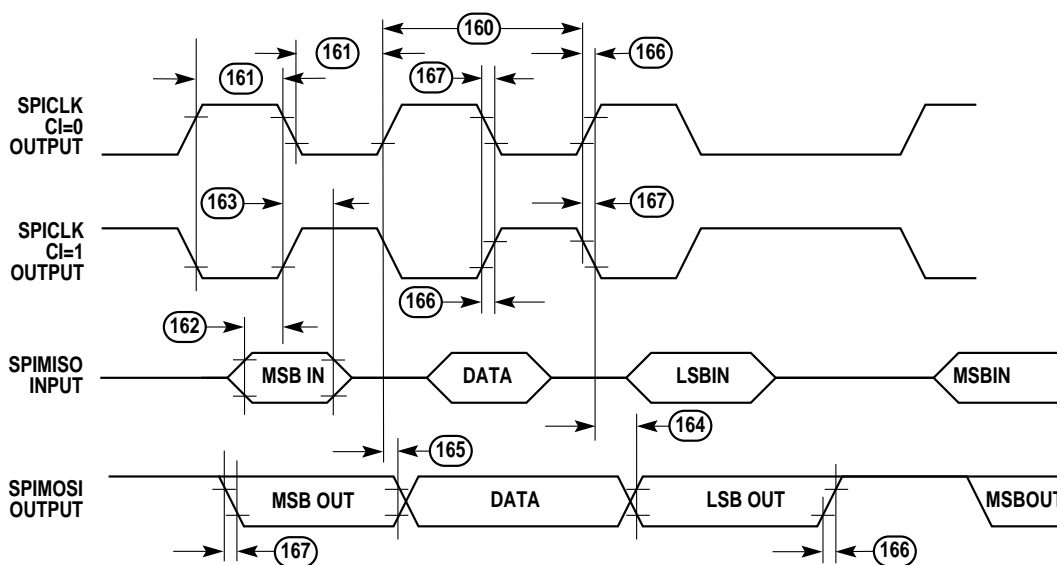 160
161
166
161
167
SPICLK
CI=0
OUTPUT
163
167
SPICLK
CI=1
OUTPUT
166
162
SPIMISO
INPUT
MSB IN
DATA
LSBIN
MSBIN
164
165
SPIMOSI
OUTPUT
MSB OUT
DATA
LSB OUT
MSBOUT
167
166